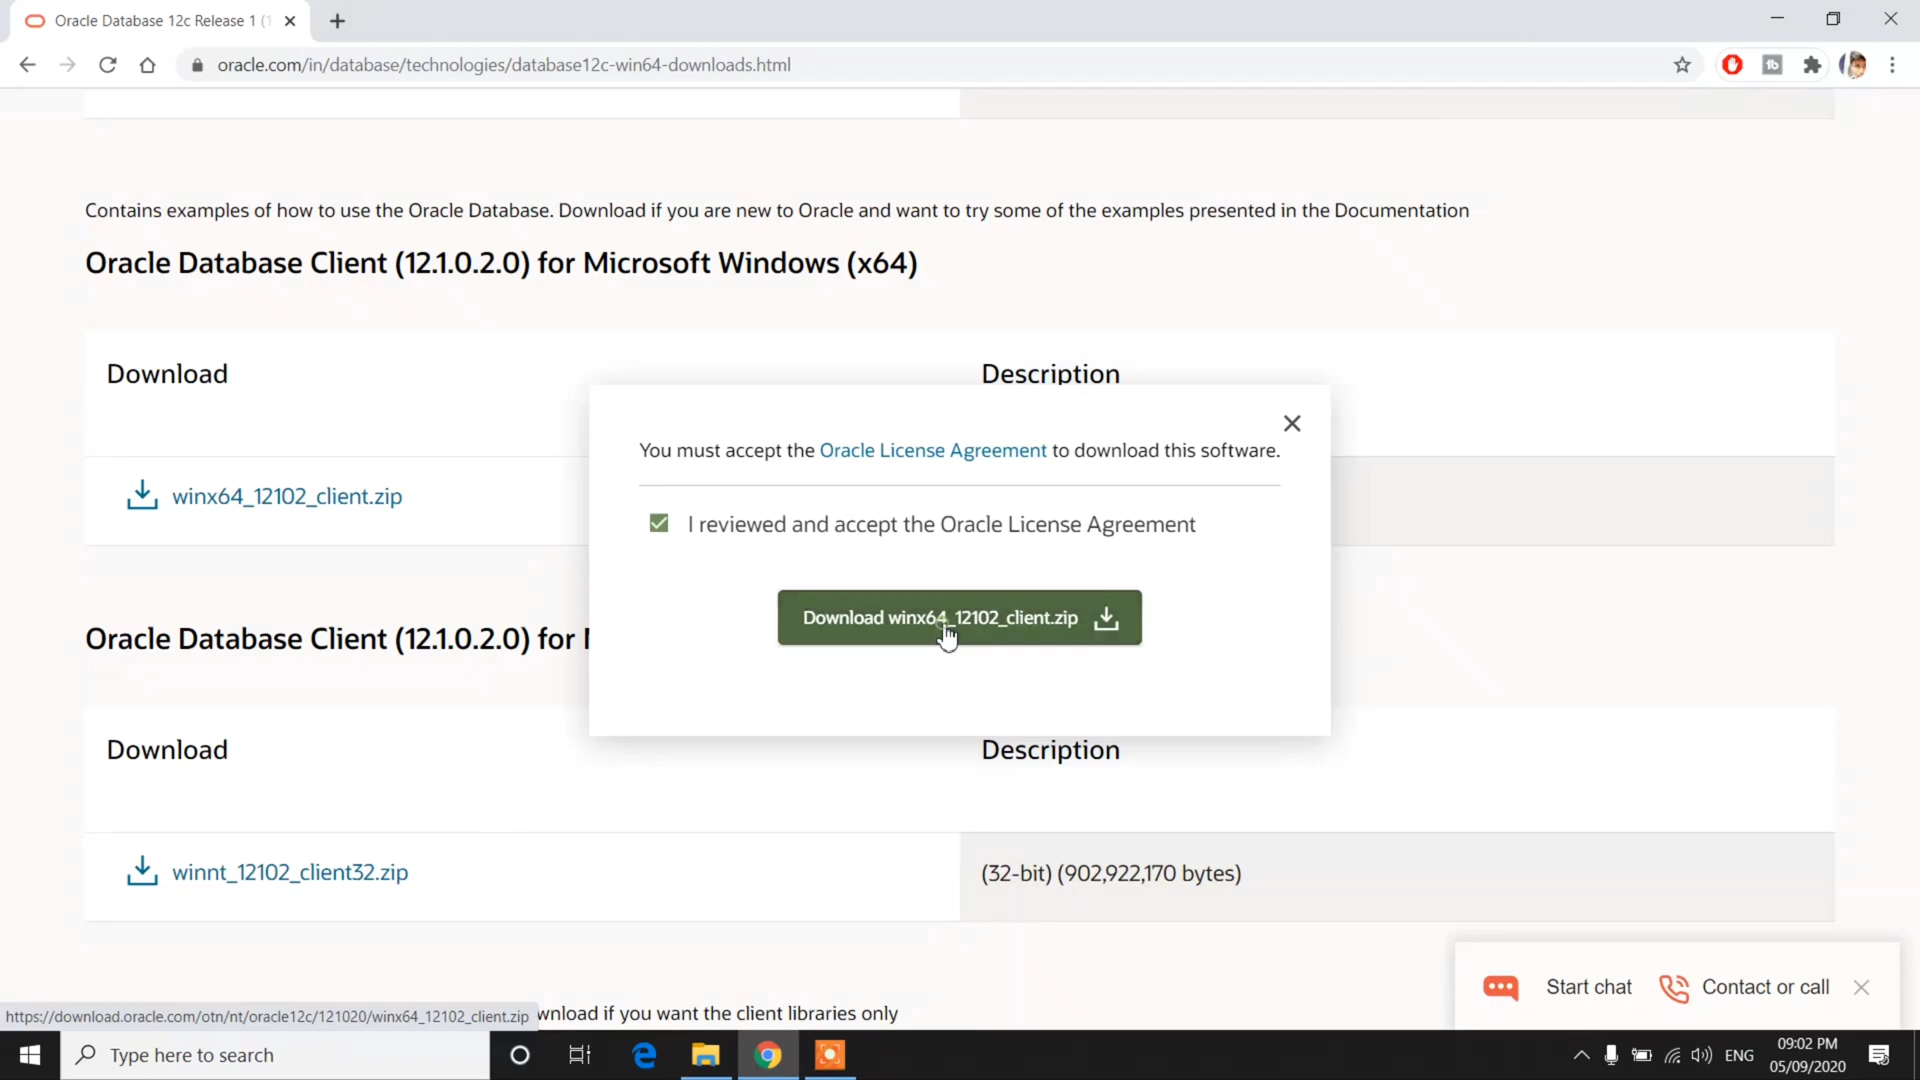 Oracle Database 12c Release 1 (1
oracle.com/in/database/technologies/database12c-win64-downloads.html
Contains examples of how to use the Oracle Database. Download if you are new to Oracle and want to try some of the examples presented in the Documentation
Oracle Database Client (12.1.0.2.0) for Microsoft Windows (x64)
Download
Description
You must accept the Oracle License Agreement to download this software.
winx64_12102_client.zip
I reviewed and accept the Oracle License Agreement
Download winx64_12102_client.zip
Oracle Database Client (12.1.0.2.0) for
Download
Description
winnt_12102_client32.zip
(32-bit) (902,922,170 bytes)
Start chat
Contact or call
https://download.oracle.com/otn/nt/oracle12c/121020/winx64_12102_client.zip
wnload if you want the client libraries only
Type here to search
ENG
09:02 PM
05/09/2020